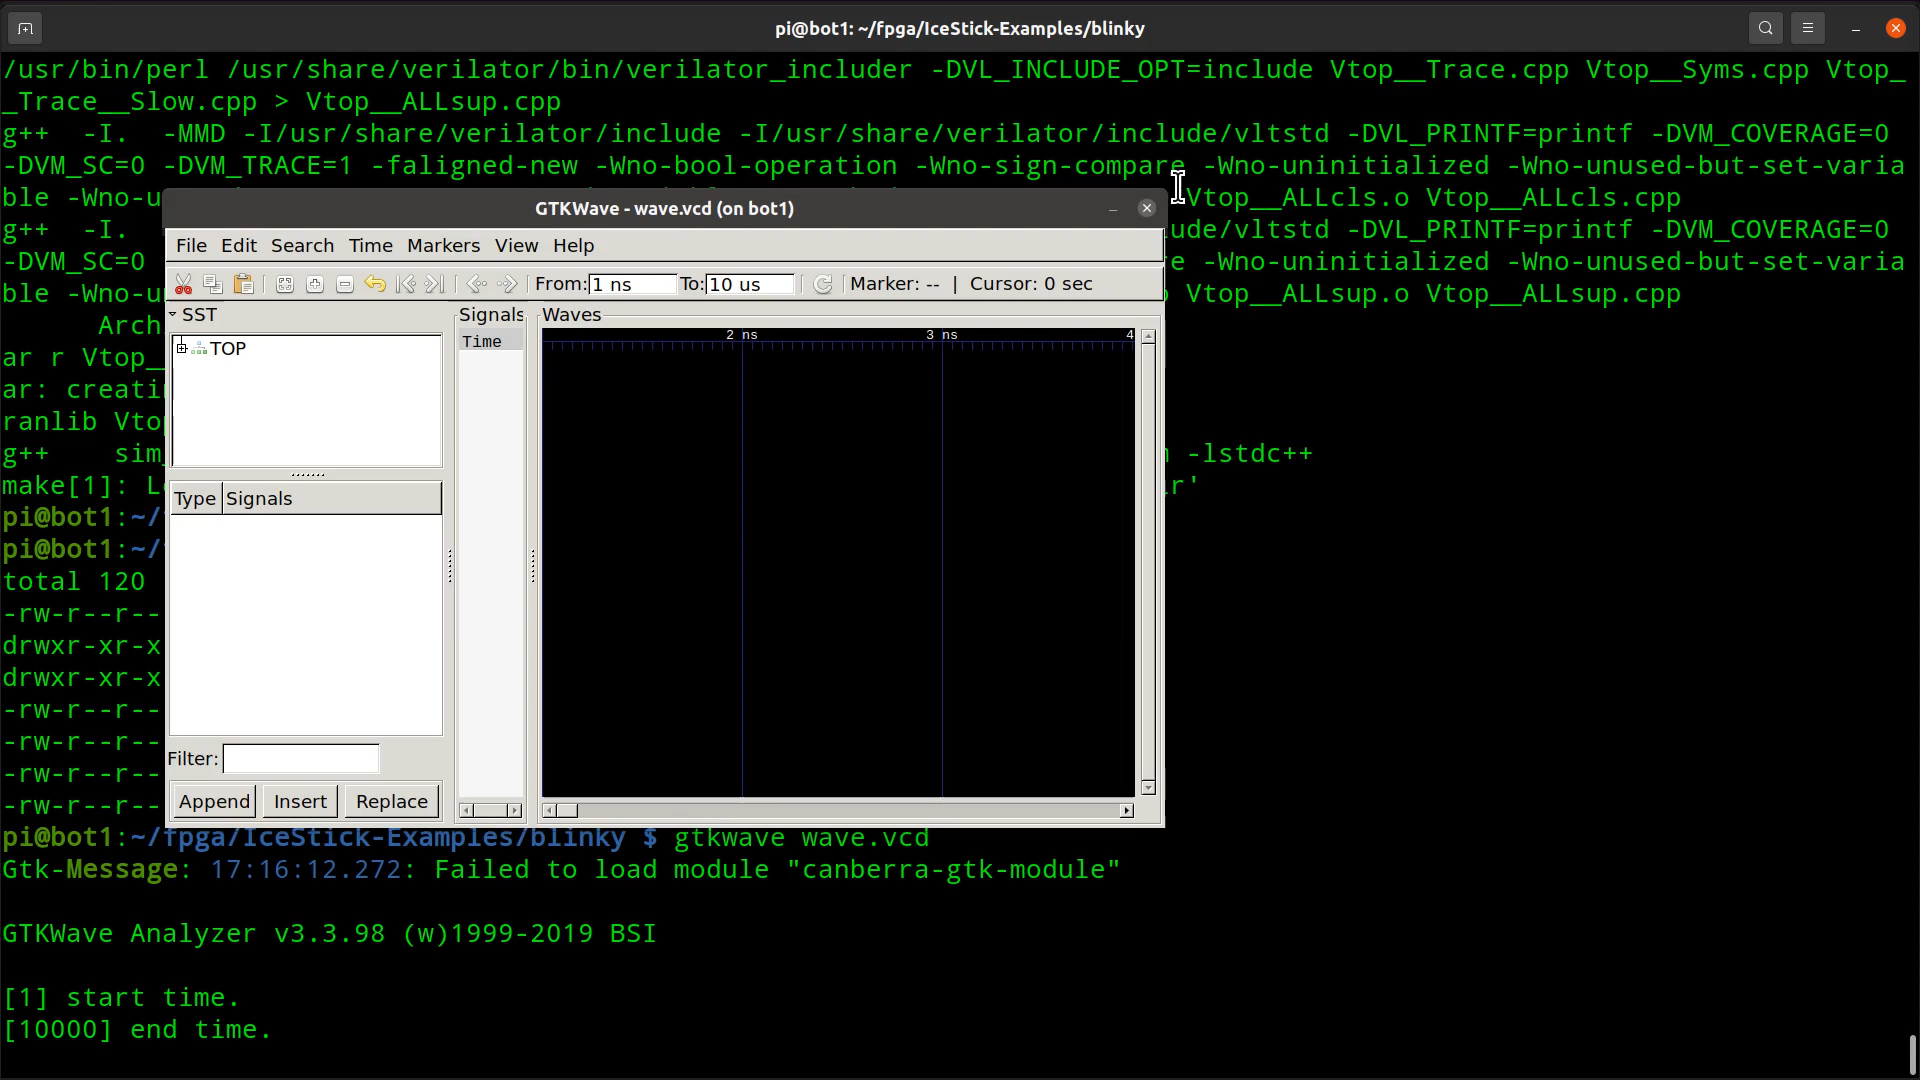 pi@bot1: ~/fpga/IceStick-Examples/blinky
/usr/bin/perl /usr/share/verilator/bin/verilator_includer -DVL_INCLUDE_OPT=include Vtop__Trace.cpp Vtop__Syms.cpp Vtop_
_Trace__Slow.cpp > Vtop__ALLsup.cpp
g++  -I.  -MMD -I/usr/share/verilator/include -I/usr/share/verilator/include/vltstd -DVL_PRINTF=printf -DVM_COVERAGE=0
-DVM_SC=0 -DVM_TRACE=1 -faligned-new -Wno-bool-operation -Wno-sign-compare -Wno-uninitialized -Wno-unused-but-set-varia
ble -Wno-u Vtop__ALLcls.o Vtop__ALLcls.cpp
g++  -I. ude/vltstd -DVL_PRINTF=printf -DVM_COVERAGE=0
-DVM_SC=0 e -Wno-uninitialized -Wno-unused-but-set-varia
ble -Wno-u Vtop__ALLsup.o Vtop__ALLsup.cpp
Arch
ar r Vtop_
ar: creati
ranlib Vto
g++    sim -lstdc++
make[1]: L r'
pi@bot1:~/
pi@bot1:~/
total 120
-rw-r--r--
drwxr-xr-x
drwxr-xr-x
-rw-r--r--
-rw-r--r--
-rw-r--r--
-rw-r--r--
GTKWave - wave.vcd (on bot1)
File Edit Search Time Markers View Help
From: 1 ns To: 10 us Marker: -- | Cursor: 0 sec
SST
TOP
Type Signals
Filter:
Append Insert Replace
Signals
Time
Waves
2 ns 3 ns 4
pi@bot1:~/fpga/IceStick-Examples/blinky $ gtkwave wave.vcd
Gtk-Message: 17:16:12.272: Failed to load module "canberra-gtk-module"
GTKWave Analyzer v3.3.98 (w)1999-2019 BSI
[1] start time.
[10000] end time.